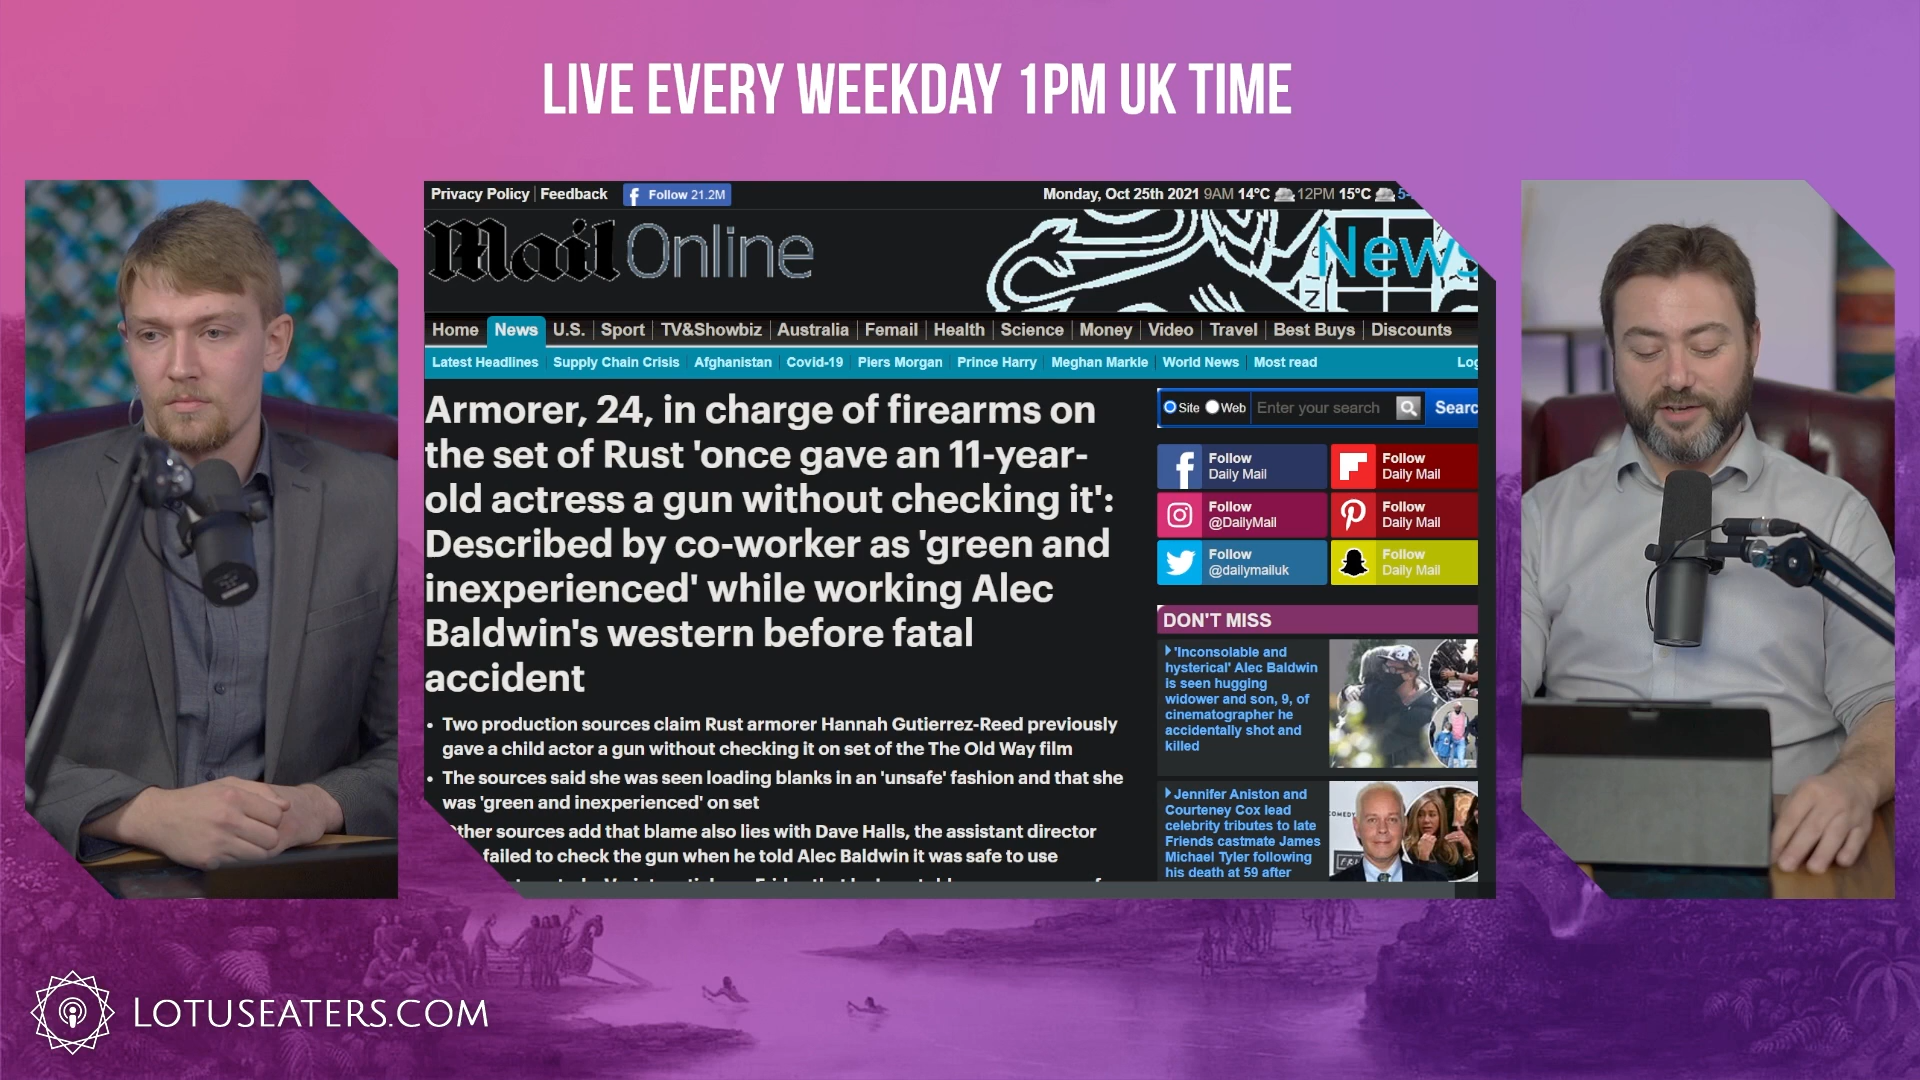 LIVE EVERY WEEKDAY 1PM UK TIME
Privacy Policy | Feedback
Follow 21.2M
Monday, Oct 25th 2021 9AM 14°C 12PM 15°C
Mail Online
News
Home News U.S. Sport TV&Showbiz Australia Femail Health Science Money Video Travel Best Buys Discounts
Latest Headlines Supply Chain Crisis Afghanistan Covid-19 Piers Morgan Prince Harry Meghan Markle World News Most read
Armorer, 24, in charge of firearms on
the set of Rust 'once gave an 11-year-
old actress a gun without checking it':
Described by co-worker as 'green and
inexperienced' while working Alec
Baldwin's western before fatal
accident
• Two production sources claim Rust armorer Hannah Gutierrez-Reed previously
gave a child actor a gun without checking it on set of the The Old Way film
• The sources said she was seen loading blanks in an 'unsafe' fashion and that she
was 'green and inexperienced' on set
other sources add that blame also lies with Dave Halls, the assistant director
failed to check the gun when he told Alec Baldwin it was safe to use
Site Web Enter your search
Follow
Daily Mail
Follow
Daily Mail
Follow
@DailyMail
Follow
Daily Mail
Follow
@dailymailuk
Follow
Daily Mail
DON'T MISS
'Inconsolable and
hysterical' Alec Baldwin
is seen hugging
widower and son, 9, of
cinematographer he
accidentally shot and
killed
Jennifer Aniston and
Courteney Cox lead
celebrity tributes to late
Friends castmate James
Michael Tyler following
his death at 59 after
LOTUSEATERS.COM